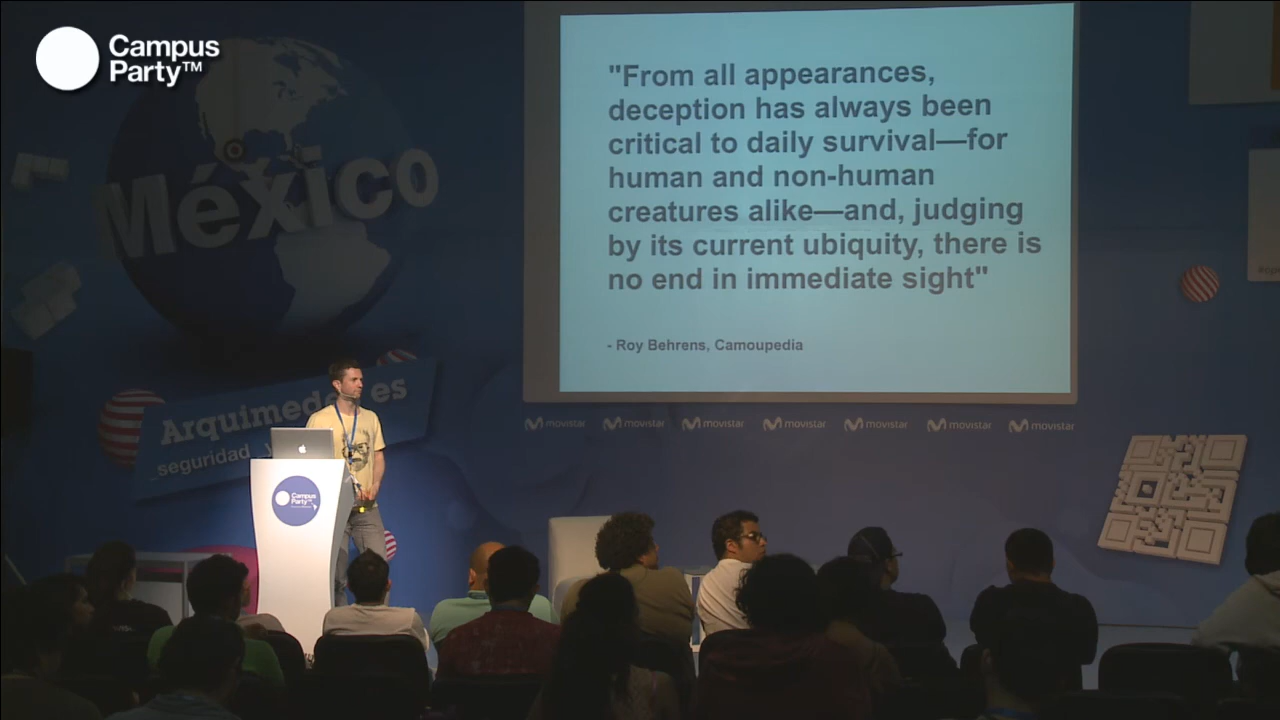 Campus
Party™
México
"From all appearances,
deception has always been
critical to daily survival—for
human and non-human
creatures alike—and, judging
by its current ubiquity, there is
no end in immediate sight"
- Roy Behrens, Camoupedia
movistar movistar movistar movistar movistar movistar movistar
seguridad
Campus
Party™